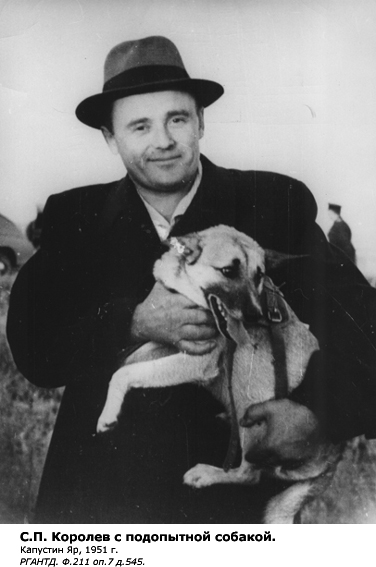 С.П. Королев с подопытной собакой.
Капустин Яр, 1951 г.
РГАНТД. Ф.211 оп.7 д.545.